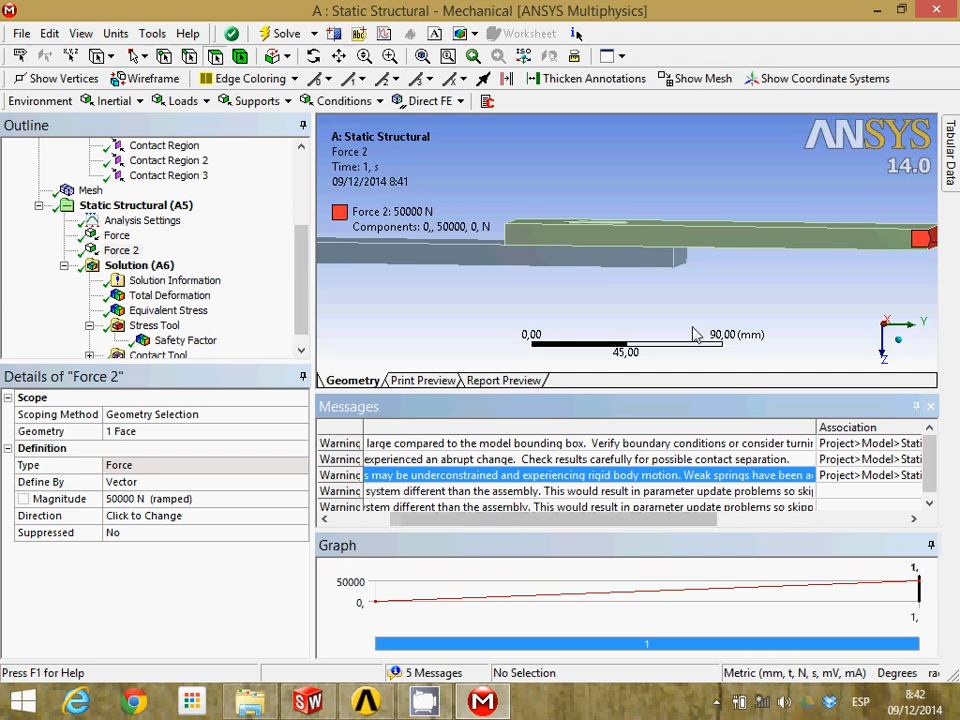 A : Static Structural - Mechanical [ANSYS Multiphysics]
File Edit View Units Tools Help Solve Worksheet
Show Vertices Wireframe Edge Coloring Thicken Annotations Show Mesh Show Coordinate Systems
Environment Inertial Loads Supports Conditions Direct FE
Outline
Contact Region
Contact Region 2
Contact Region 3
Mesh
Static Structural (A5)
Analysis Settings
Force
Force 2
Solution (A6)
Solution Information
Total Deformation
Equivalent Stress
Stress Tool
Safety Factor
Contact Tool
Details of "Force 2"
Scope
Scoping Method Geometry Selection
Geometry 1 Face
Definition
Type Force
Define By Vector
Magnitude 50000 N (ramped)
Direction Click to Change
Suppressed No
A: Static Structural
Force 2
Time: 1, s
09/12/2014 8:41
Force 2: 50000 N
Components: 0,, 50000, 0, N
ANSYS
14.0
Tabular Data
0,00 90,00 (mm)
45,00
X Y Z
Geometry Print Preview Report Preview
Messages
Association
Warning large compared to the model bounding box. Verify boundary conditions or consider turnir Project>Model>Stati
Warning experienced an abrupt change. Check results carefully for possible contact separation. Project>Model>Stati
Warning s may be underconstrained and experiencing rigid body motion. Weak springs have been a Project>Model>Stati
Warning system different than the assembly. This would result in parameter update problems so skip
Warning stem different than the assembly. This would result in parameter update problems so skipp
Graph
1,
50000
0,
1,
1
Press F1 for Help 5 Messages No Selection Metric (mm, t, N, s, mV, mA) Degrees rac
ESP
8:42
09/12/2014